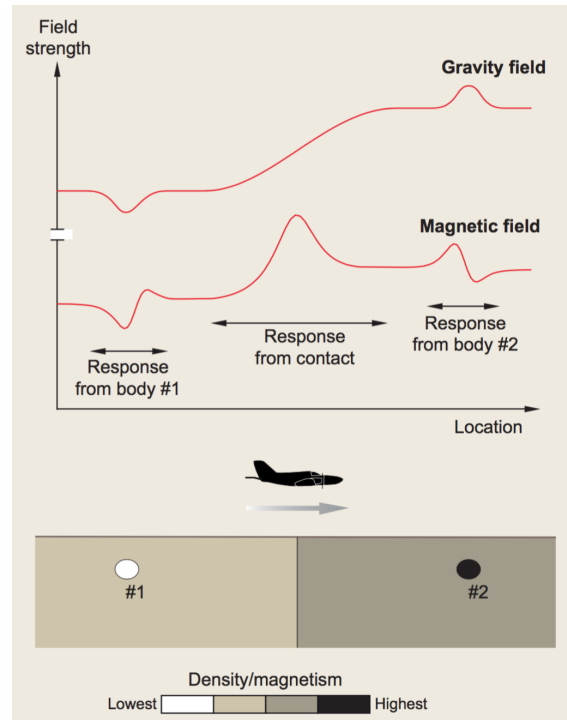 Field
strength
Gravity field
Magnetic field
Response
from body #1
Response
from contact
Response
from body #2
Location
#1
#2
Density/magnetism
Lowest
Highest